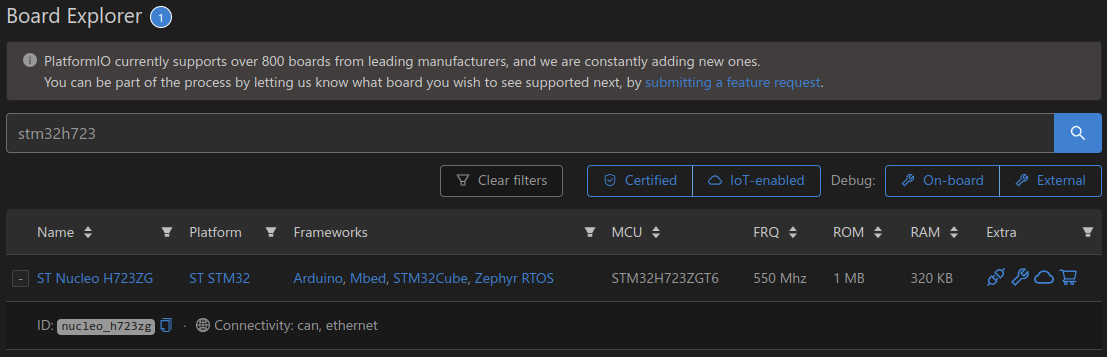 Board Explorer 1
PlatformIO currently supports over 800 boards from leading manufacturers, and we are constantly adding new ones.
You can be part of the process by letting us know what board you wish to see supported next, by submitting a feature request.
stm32h723
Clear filters Certified IoT-enabled Debug: On-board External
Name Platform Frameworks MCU FRQ ROM RAM Extra
- ST Nucleo H723ZG ST STM32 Arduino, Mbed, STM32Cube, Zephyr RTOS STM32H723ZGT6 550 Mhz 1 MB 320 KB
ID: nucleo_h723zg · Connectivity: can, ethernet